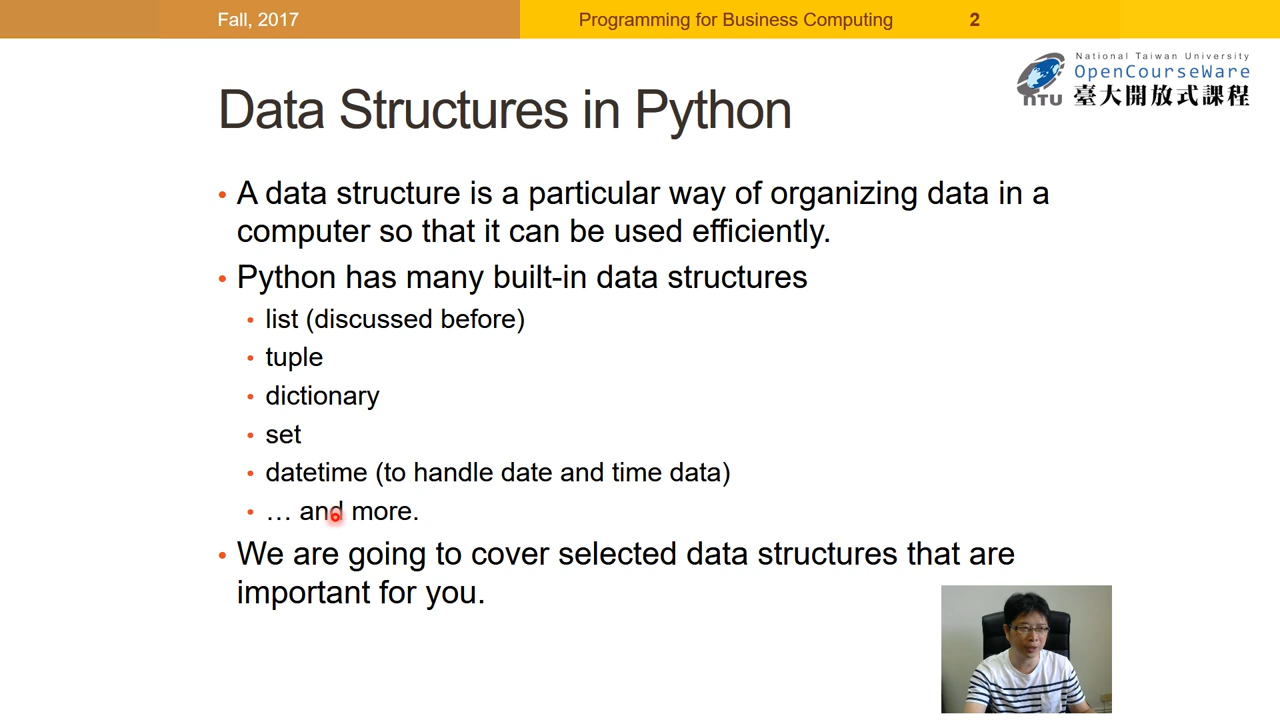 Fall, 2017
Programming for Business Computing
2
National Taiwan University
OpenCourseWare
NTU 臺大開放式課程
Data Structures in Python
• A data structure is a particular way of organizing data in a
computer so that it can be used efficiently.
• Python has many built-in data structures
• list (discussed before)
• tuple
• dictionary
• set
• datetime (to handle date and time data)
• … and more.
• We are going to cover selected data structures that are
important for you.